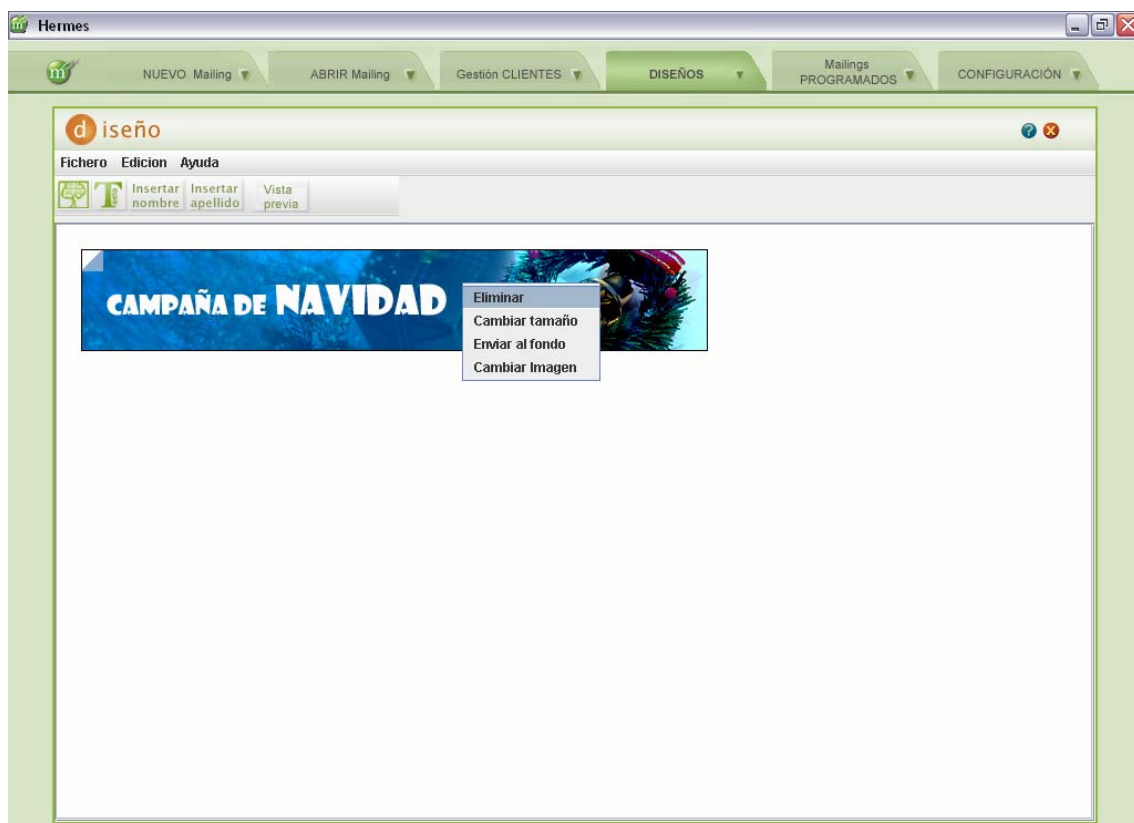 Hermes
NUEVO Mailing
ABRIR Mailing
Gestión CLIENTES
DISEÑOS
Mailings
PROGRAMADOS
CONFIGURACIÓN
diseño
Fichero Edicion Ayuda
Insertar nombre
Insertar apellido
Vista previa
CAMPAÑA DE NAVIDAD
Eliminar
Cambiar tamaño
Enviar al fondo
Cambiar Imagen